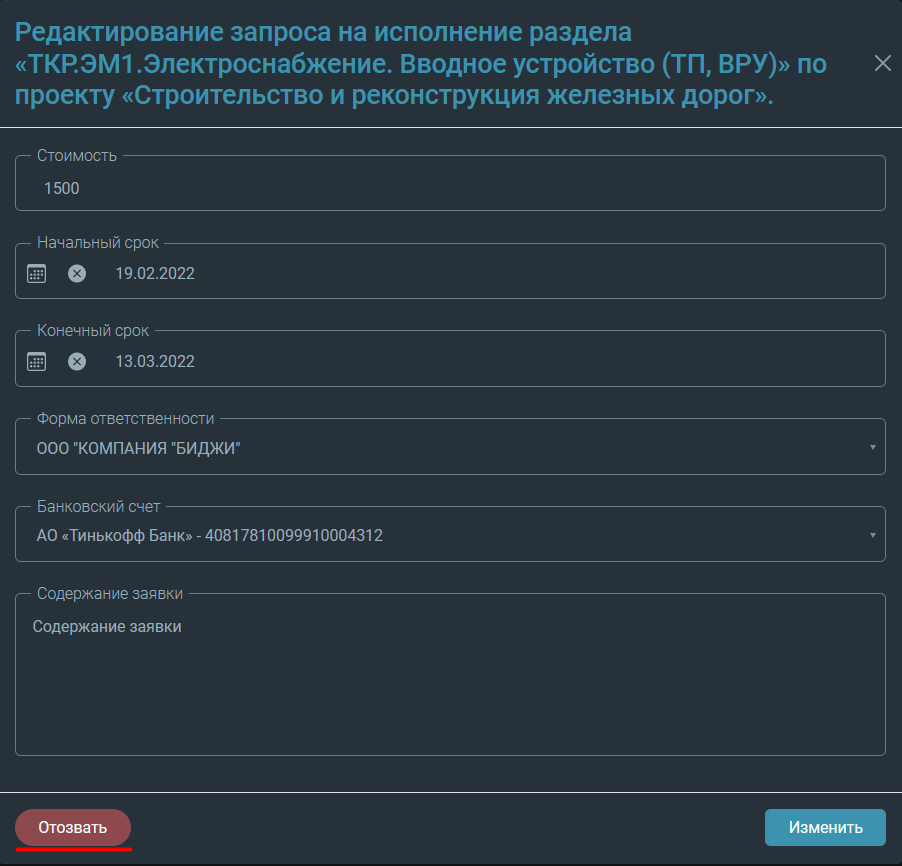 Редактирование запроса на исполнение раздела
«ТКР.ЭМ1.Электроснабжение. Вводное устройство (ТП, ВРУ)» по
проекту «Строительство и реконструкция железных дорог».
Стоимость
1500
Начальный срок
19.02.2022
Конечный срок
13.03.2022
Форма ответственности
ООО "КОМПАНИЯ "БИДЖИ"
Банковский счет
АО «Тинькофф Банк» - 40817810099910004312
Содержание заявки
Содержание заявки
Отозвать
Изменить